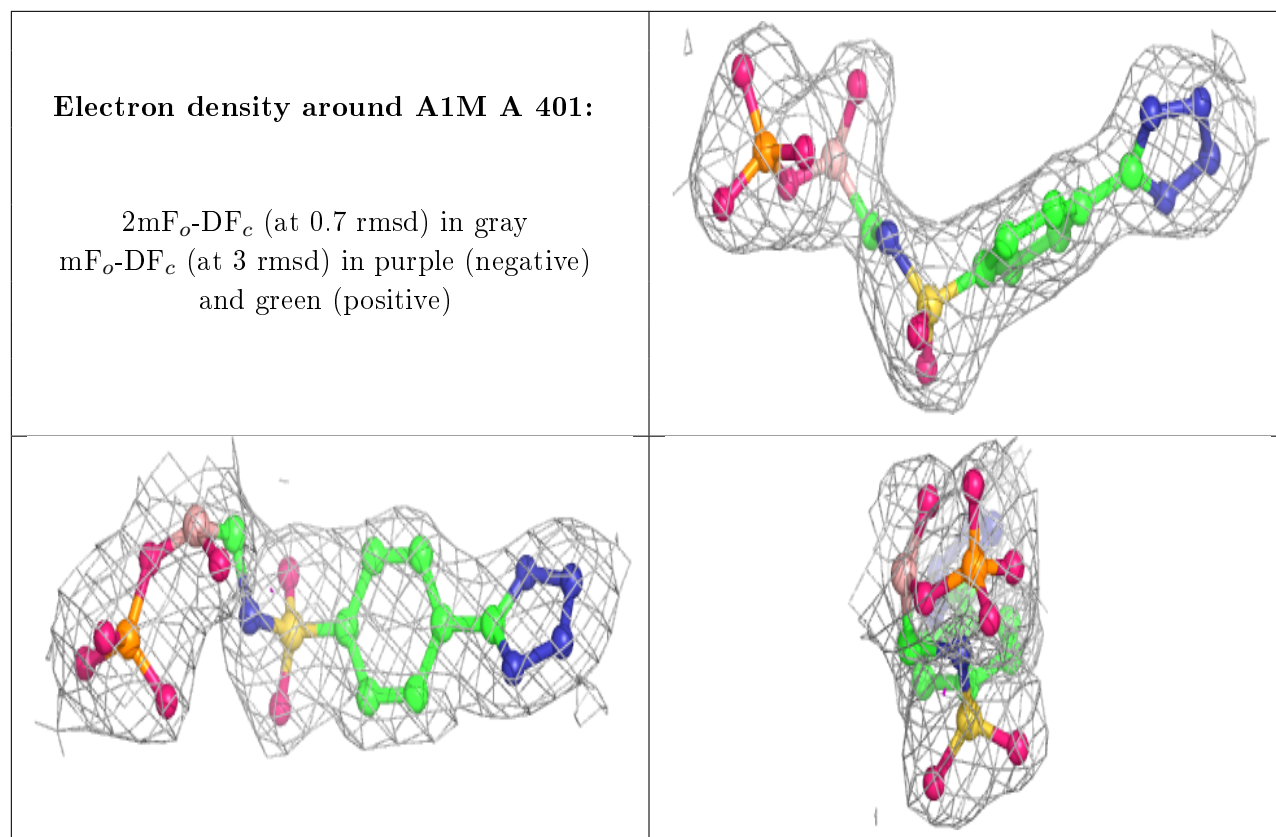 Electron density around A1M A 401:
2mFₒ-DF𝒸 (at 0.7 rmsd) in gray
mFₒ-DF𝒸 (at 3 rmsd) in purple (negative)
and green (positive)